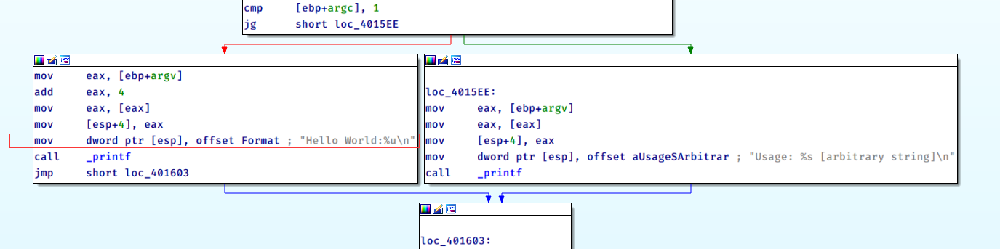 cmp [ebp+argc], 1
jg short loc_4015EE
mov eax, [ebp+argv]
add eax, 4
mov eax, [eax]
mov [esp+4], eax
mov dword ptr [esp], offset Format ; "Hello World:%u\n"
call _printf
jmp short loc_401603
loc_4015EE:
mov eax, [ebp+argv]
mov eax, [eax]
mov [esp+4], eax
mov dword ptr [esp], offset aUsageSArbitrar ; "Usage: %s [arbitrary string]\n"
call _printf
loc_401603: